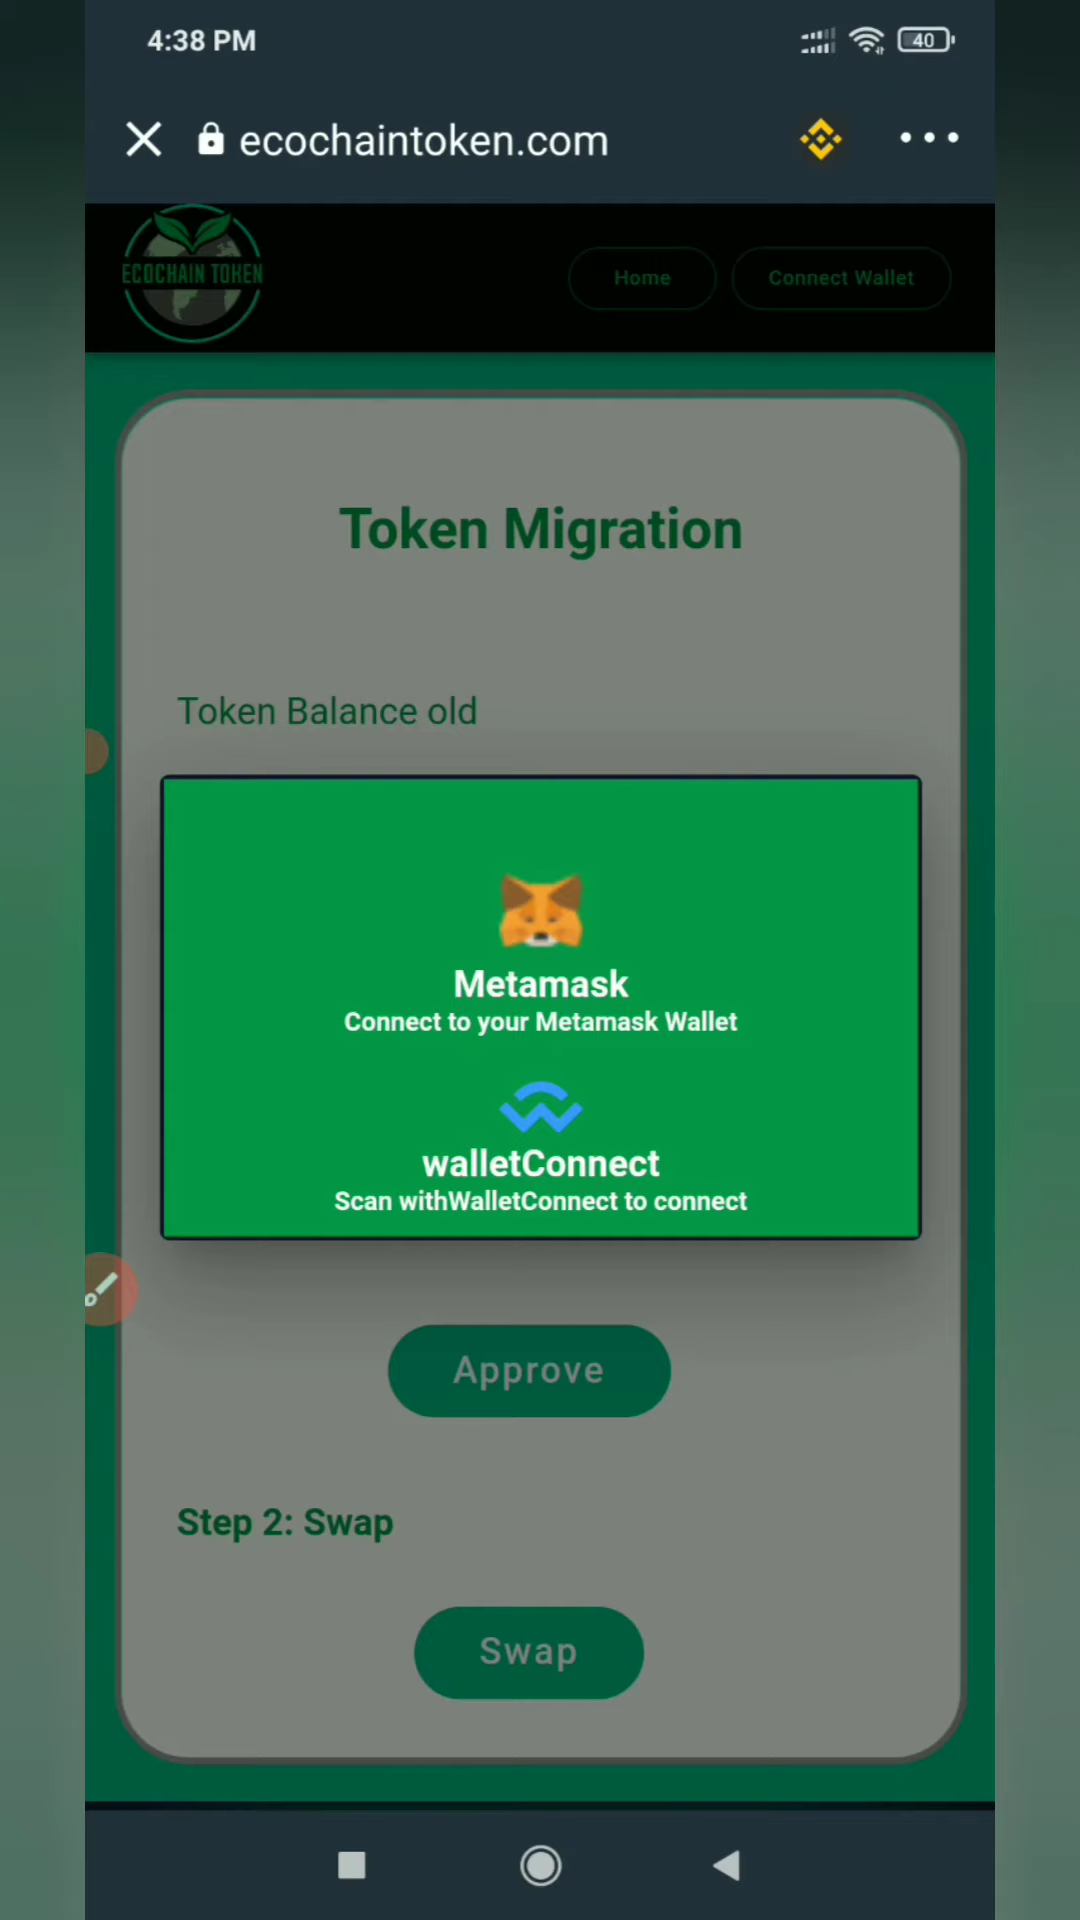 4:38 PM
40
ecochaintoken.com
ECOCHAIN TOKEN
Home
Connect Wallet
Token Migration
Token Balance old
Metamask
Connect to your Metamask Wallet
walletConnect
Scan withWalletConnect to connect
Approve
Step 2: Swap
Swap